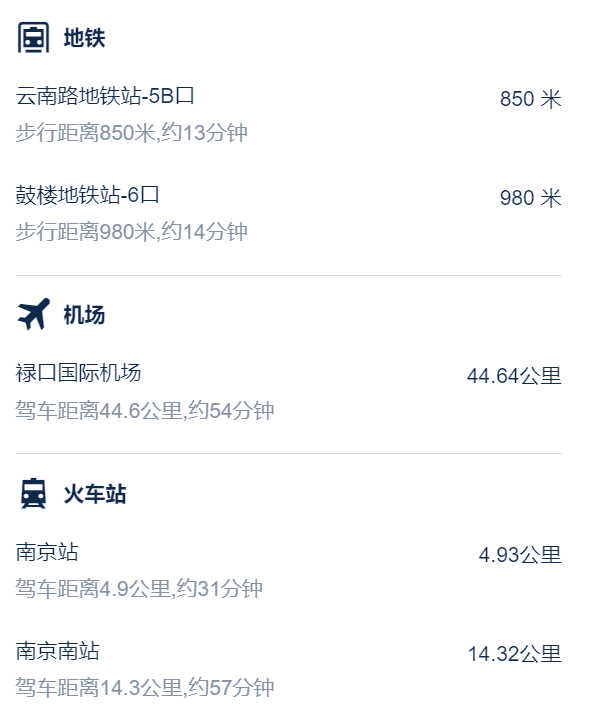 地铁
云南路地铁站-5B口
850 米
步行距离850米,约13分钟
鼓楼地铁站-6口
980 米
步行距离980米,约14分钟
机场
禄口国际机场
44.64公里
驾车距离44.6公里,约54分钟
火车站
南京站
4.93公里
驾车距离4.9公里,约31分钟
南京南站
14.32公里
驾车距离14.3公里,约57分钟